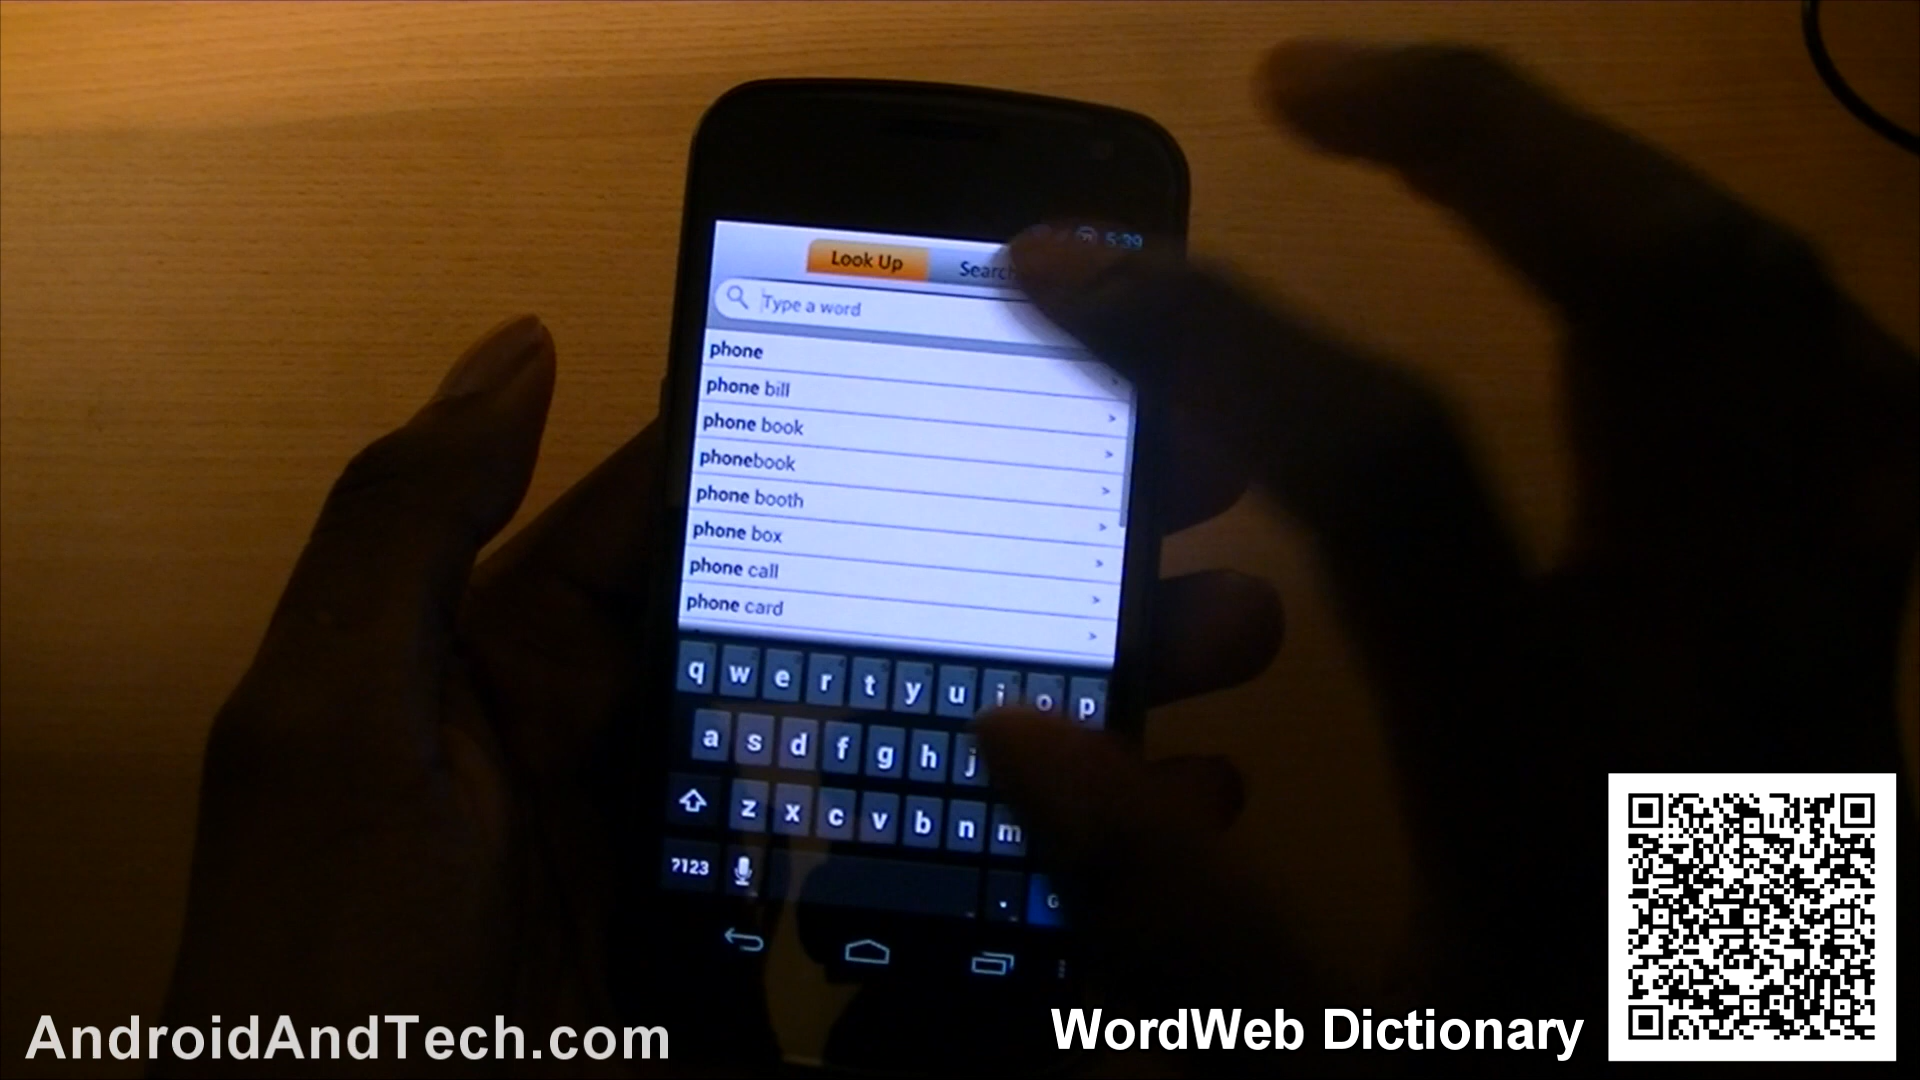 5:39
Look Up Search
Type a word
phone
phone bill
phone book
phonebook
phone booth
phone box
phone call
phone card
q w e r t y u i o p
a s d f g h j
z x c v b n m
?123 .
AndroidAndTech.com
WordWeb Dictionary